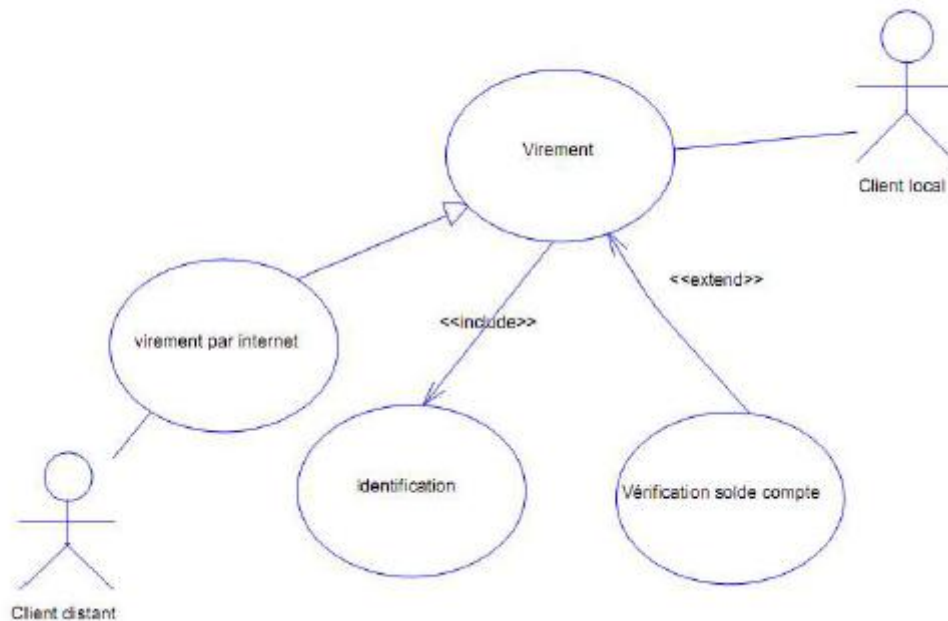 Virement
Client local
<<extend>>
<<include>>
virement par internet
Identification
Vérification solde compte
Client distant